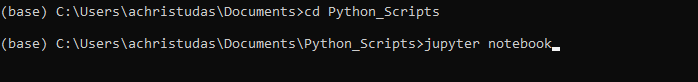 (base) C:\Users\achristudas\Documents>cd Python_Scripts
(base) C:\Users\achristudas\Documents\Python_Scripts>jupyter notebook